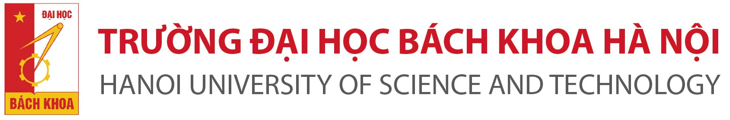 ĐẠI HỌC
BÁCH KHOA
TRƯỜNG ĐẠI HỌC BÁCH KHOA HÀ NỘI
HANOI UNIVERSITY OF SCIENCE AND TECHNOLOGY